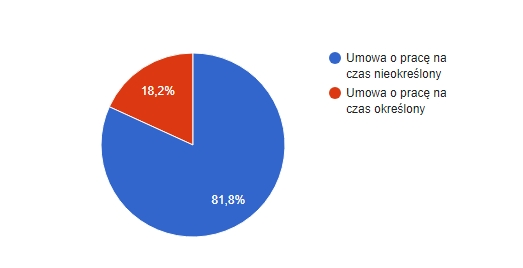 Umowa o pracę na
czas nieokreślony
Umowa o pracę na
czas określony
18,2%
81,8%